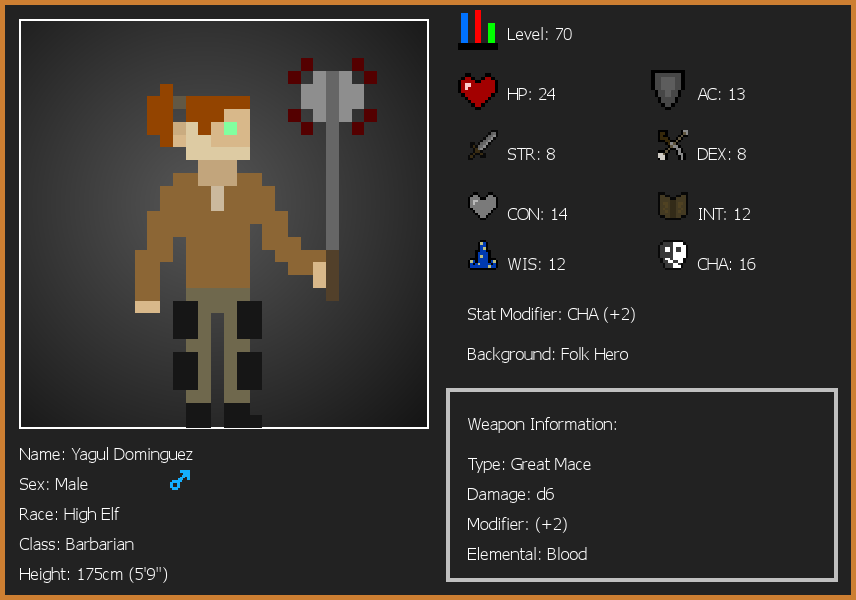 Level: 70
HP: 24
AC: 13
STR: 8
DEX: 8
CON: 14
INT: 12
WIS: 12
CHA: 16
Stat Modifier: CHA (+2)
Background: Folk Hero
Weapon Information:
Type: Great Mace
Damage: d6
Modifier: (+2)
Elemental: Blood
Name: Yagul Dominguez
Sex: Male
Race: High Elf
Class: Barbarian
Height: 175cm (5'9")